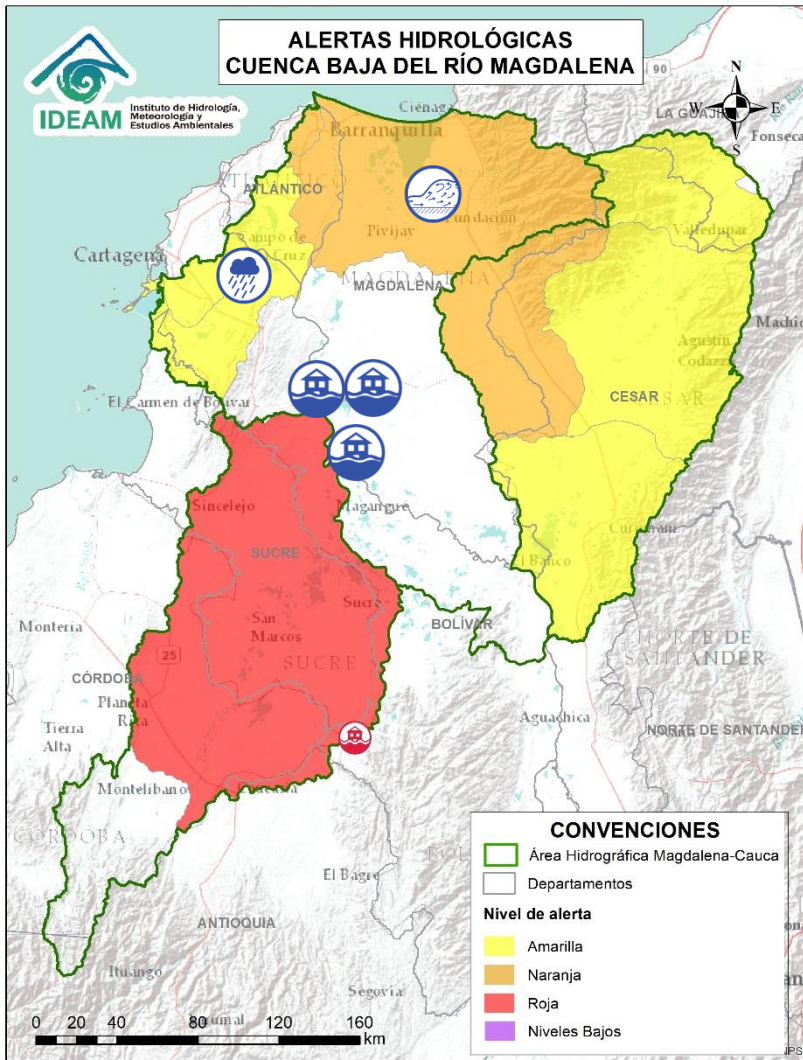 ALERTAS HIDROLÓGICAS
CUENCA BAJA DEL RÍO MAGDALENA
IDEAM
Instituto de Hidrología,
Meteorología y
Estudios Ambientales
90
N
W
E
S
Ciénaga
LA GUAJIRA
Fonseca
Barranquilla
ATLÁNTICO
Fundación
Valledupar
Cartagena
Pivijay
Cruz
MAGDALENA
Agustín
Codazzi
CESAR
El Carmen de Bolívar
Sincelejo
Magangué
El Banco
SUCRE
Sucre
BOLÍVAR
San
Marcos
SUCRE
NORTE DE
SANTANDER
Montería
25
CÓRDOBA
Planeta
Rica
Tierra
Alta
Aguachica
NORTE DE SANTANDER
Montelíbano
CÓRDOBA
El Bagre
ANTIOQUIA
Ituango
Segovia
CONVENCIONES
Área Hidrográfica Magdalena-Cauca
Departamentos
Nivel de alerta
Amarilla
Naranja
Roja
Niveles Bajos
0 20 40 80 120 160
km